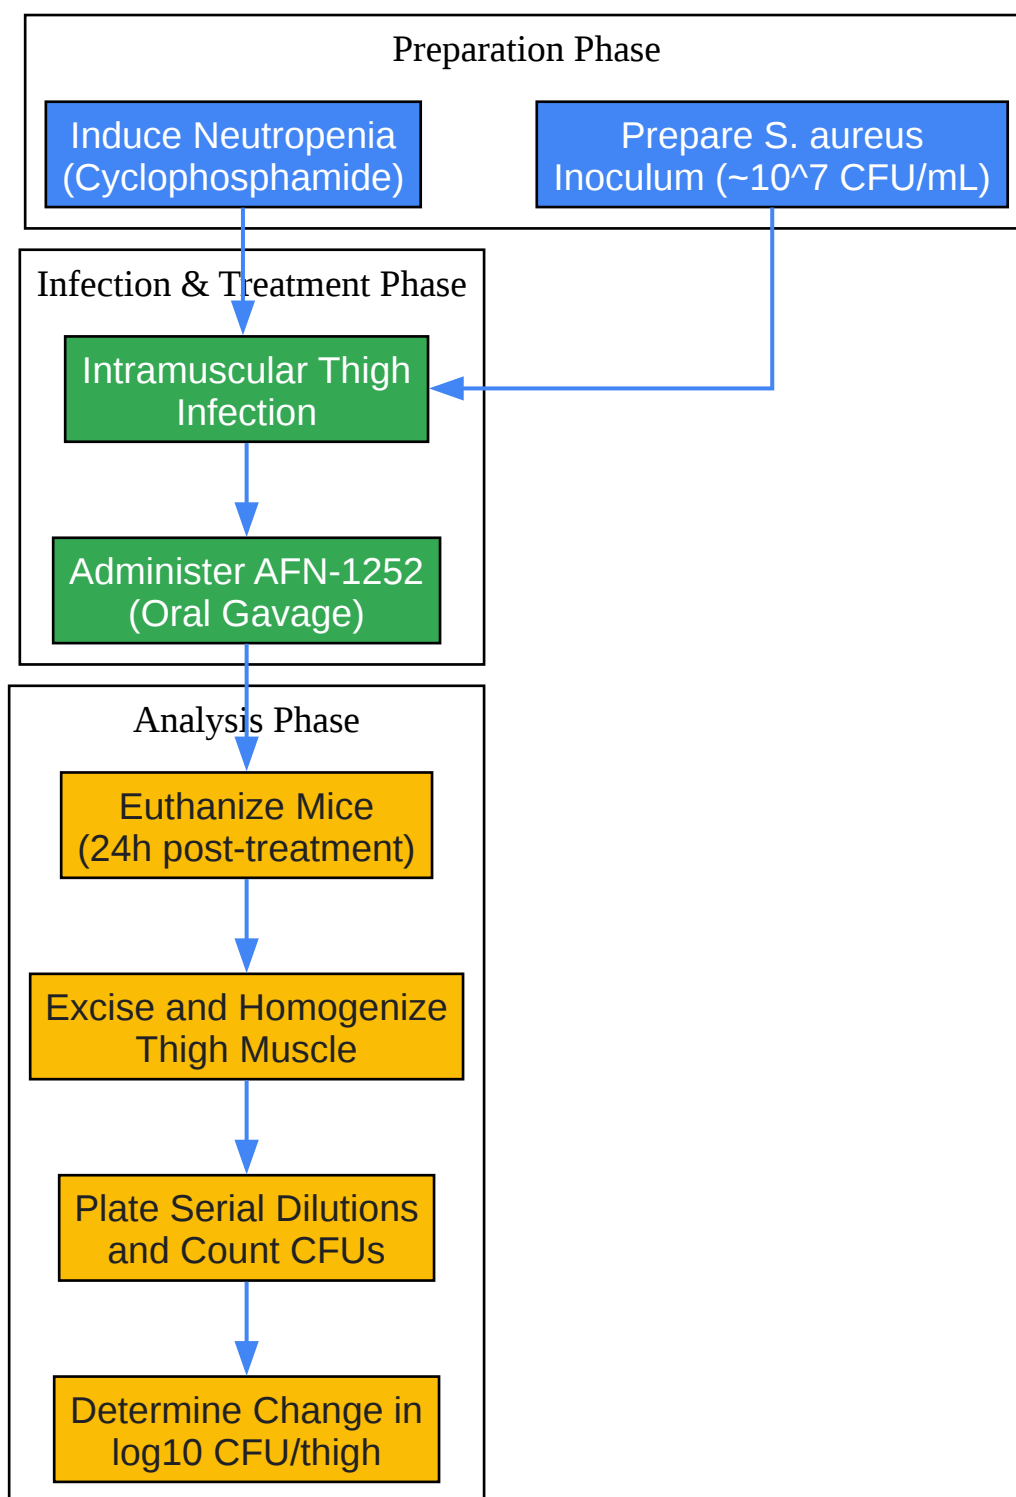 Preparation Phase
Induce Neutropenia
(Cyclophosphamide)
Prepare S. aureus
Inoculum (~10^7 CFU/mL)
Infection & Treatment Phase
Intramuscular Thigh
Infection
Administer AFN-1252
(Oral Gavage)
Analysis Phase
Euthanize Mice
(24h post-treatment)
Excise and Homogenize
Thigh Muscle
Plate Serial Dilutions
and Count CFUs
Determine Change in
log10 CFU/thigh